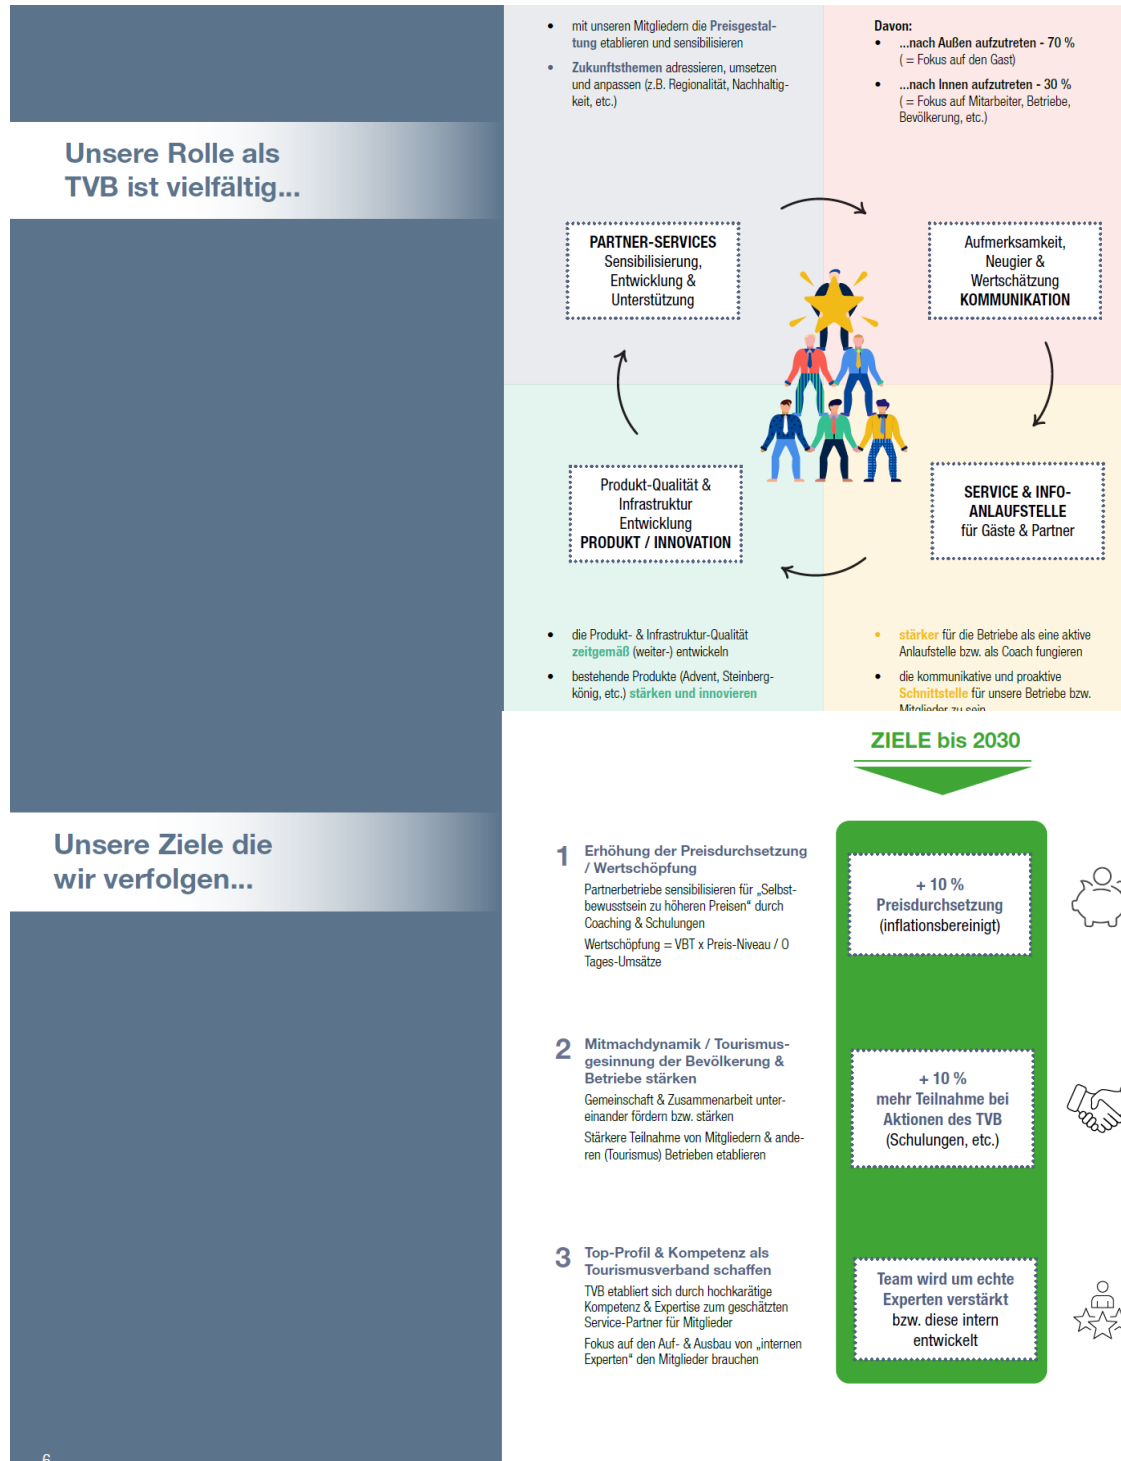 Unsere Rolle als
TVB ist vielfältig...
mit unseren Mitgliedern die Preisgestal-
tung etablieren und sensibilisieren
Zukunftsthemen adressieren, umsetzen
und anpassen (z.B. Regionalität, Nachhaltig-
keit, etc.)
Davon:
...nach Außen aufzutreten - 70 %
( = Fokus auf den Gast)
...nach Innen aufzutreten - 30 %
( = Fokus auf Mitarbeiter, Betriebe,
Bevölkerung, etc.)
PARTNER-SERVICES
Sensibilisierung,
Entwicklung &
Unterstützung
Aufmerksamkeit,
Neugier &
Wertschätzung
KOMMUNIKATION
Produkt-Qualität &
Infrastruktur
Entwicklung
PRODUKT / INNOVATION
SERVICE & INFO-
ANLAUFSTELLE
für Gäste & Partner
die Produkt- & Infrastruktur-Qualität
zeitgemäß (weiter-) entwickeln
bestehende Produkte (Advent, Steinberg-
könig, etc.) stärken und innovieren
stärker für die Betriebe als eine aktive
Anlaufstelle bzw. als Coach fungieren
die kommunikative und proaktive
Schnittstelle für unsere Betriebe bzw.
Mitglieder zu sein
Unsere Ziele die
wir verfolgen...
ZIELE bis 2030
1 Erhöhung der Preisdurchsetzung
/ Wertschöpfung
Partnerbetriebe sensibilisieren für „Selbst-
bewusstsein zu höheren Preisen“ durch
Coaching & Schulungen
Wertschöpfung = VBT x Preis-Niveau / O
Tages-Umsätze
+ 10 %
Preisdurchsetzung
(inflationsbereinigt)
2 Mitmachdynamik / Tourismus-
gesinnung der Bevölkerung &
Betriebe stärken
Gemeinschaft & Zusammenarbeit unter-
einander fördern bzw. stärken
Stärkere Teilnahme von Mitgliedern & ande-
ren (Tourismus) Betrieben etablieren
+ 10 %
mehr Teilnahme bei
Aktionen des TVB
(Schulungen, etc.)
3 Top-Profil & Kompetenz als
Tourismusverband schaffen
TVB etabliert sich durch hochkarätige
Kompetenz & Expertise zum geschätzten
Service-Partner für Mitglieder
Fokus auf den Auf- & Ausbau von „internen
Experten“ den Mitglieder brauchen
Team wird um echte
Experten verstärkt
bzw. diese intern
entwickelt
6